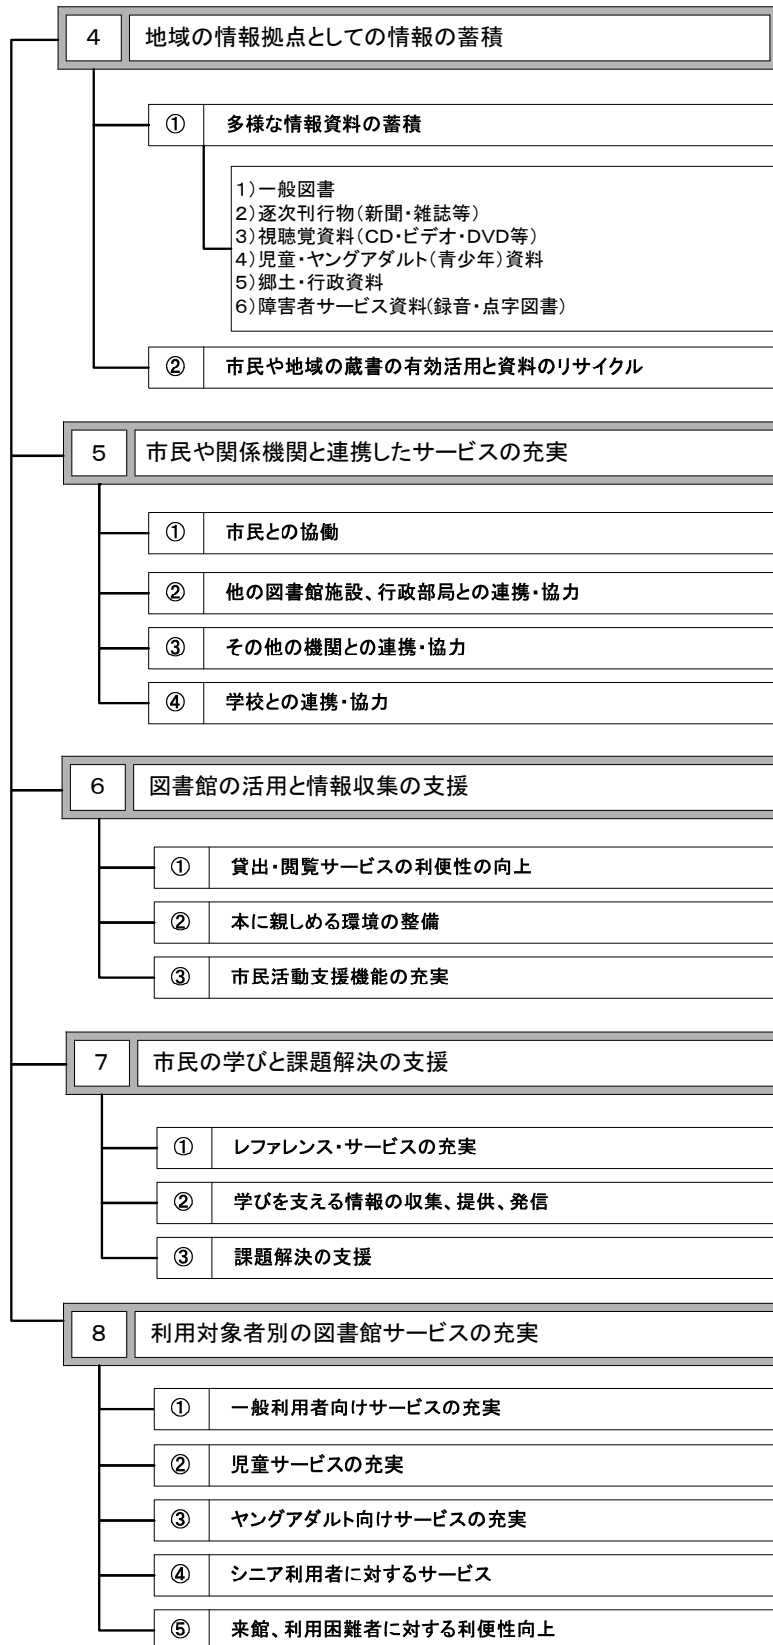 4 地域の情報拠点としての情報の蓄積
① 多様な情報資料の蓄積
1)一般図書
2)逐次刊行物(新聞・雑誌等)
3)視聴覚資料(CD・ビデオ・DVD等)
4)児童・ヤングアダルト(青少年)資料
5)郷土・行政資料
6)障害者サービス資料(録音・点字図書)
② 市民や地域の蔵書の有効活用と資料のリサイクル
5 市民や関係機関と連携したサービスの充実
① 市民との協働
② 他の図書館施設、行政部局との連携・協力
③ その他の機関との連携・協力
④ 学校との連携・協力
6 図書館の活用と情報収集の支援
① 貸出・閲覧サービスの利便性の向上
② 本に親しめる環境の整備
③ 市民活動支援機能の充実
7 市民の学びと課題解決の支援
① レファレンス・サービスの充実
② 学びを支える情報の収集、提供、発信
③ 課題解決の支援
8 利用対象者別の図書館サービスの充実
① 一般利用者向けサービスの充実
② 児童サービスの充実
③ ヤングアダルト向けサービスの充実
④ シニア利用者に対するサービス
⑤ 来館、利用困難者に対する利便性向上